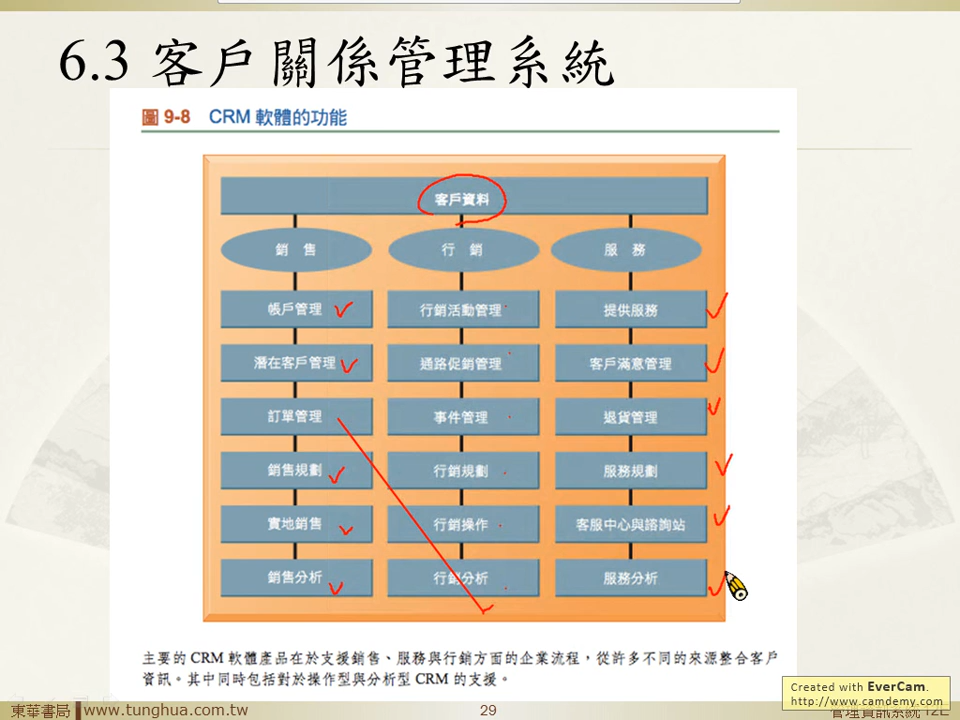 6.3 客戶關係管理系統
圖 9-8 CRM 軟體的功能
客戶資料
銷 售
行 銷
服 務
帳戶管理
行銷活動管理
提供服務
潛在客戶管理
通路促銷管理
客戶滿意管理
訂單管理
事件管理
退貨管理
銷售規劃
行銷規劃
服務規劃
實地銷售
行銷操作
客服中心與諮詢站
銷售分析
行銷分析
服務分析
主要的 CRM 軟體產品在於支援銷售、服務與行銷方面的企業流程，從許多不同的來源整合客戶
資訊。其中同時包括對於操作型與分析型 CRM 的支援。
Created with EverCam.
http://www.camdemy.com
東華書局 www.tunghua.com.tw
29
管理資訊系統 12E